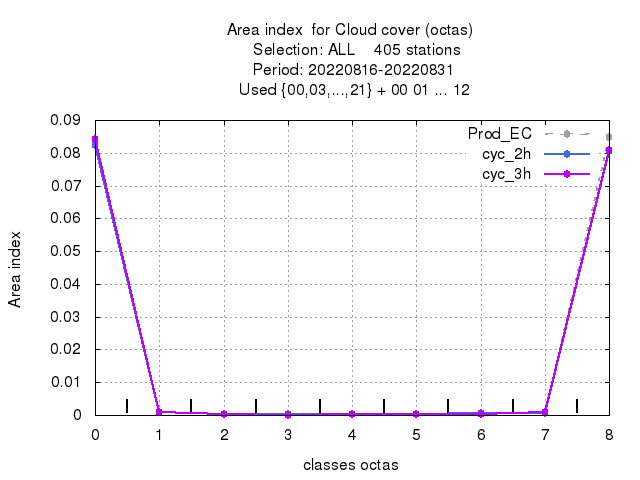 Area index  for Cloud cover (octas)
Selection: ALL    405 stations
Period: 20220816-20220831
Used {00,03,...,21} + 00 01 ... 12
Prod_EC
cyc_2h
cyc_3h
0.09
0.08
0.07
0.06
0.05
0.04
0.03
0.02
0.01
0
Area index
0 1 2 3 4 5 6 7 8
classes octas